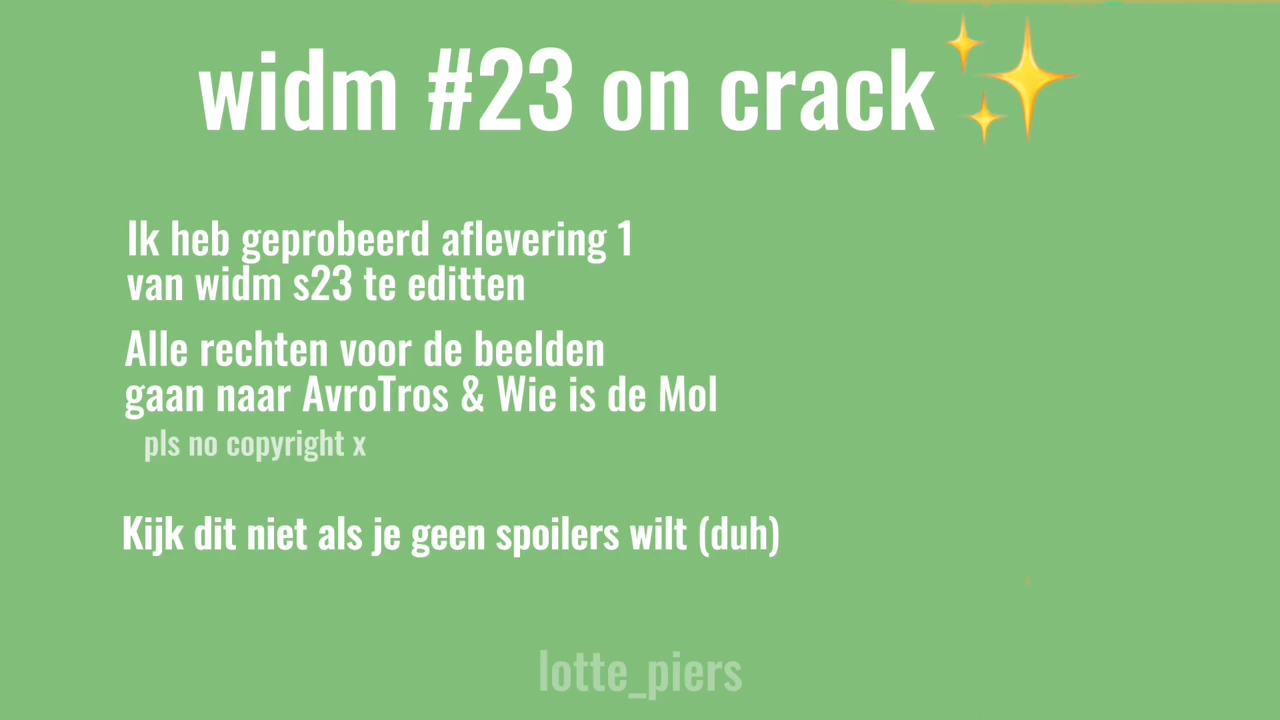 widm #23 on crack✨
Ik heb geprobeerd aflevering 1
van widm s23 te editten
Alle rechten voor de beelden
gaan naar AvroTros & Wie is de Mol
pls no copyright x
Kijk dit niet als je geen spoilers wilt (duh)
lotte_piers